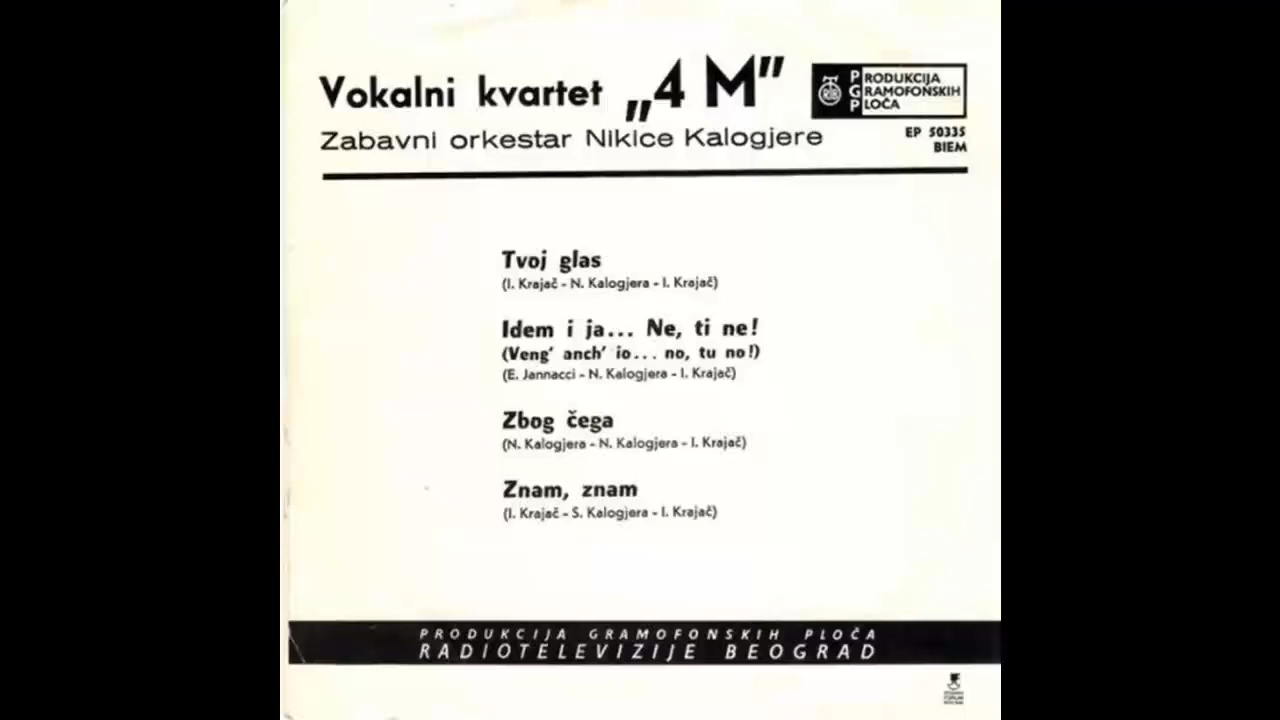 Vokalni kvartet „4 M”
Zabavni orkestar Nikice Kalogjere
PRODUKCIJA
GRAMOFONSKIH
PLOČA
EP 50335
BIEM
Tvoj glas
(I. Krajač - N. Kalogjera - I. Krajač)
Idem i ja... Ne, ti ne!
(Veng' anch' io... no, tu no!)
(E. Jannacci - N. Kalogjera - I. Krajač)
Zbog čega
(N. Kalogjera - N. Kalogjera - I. Krajač)
Znam, znam
(I. Krajač - S. Kalogjera - I. Krajač)
PRODUKCIJA GRAMOFONSKIH PLOČA
RADIOTELEVIZIJE BEOGRAD